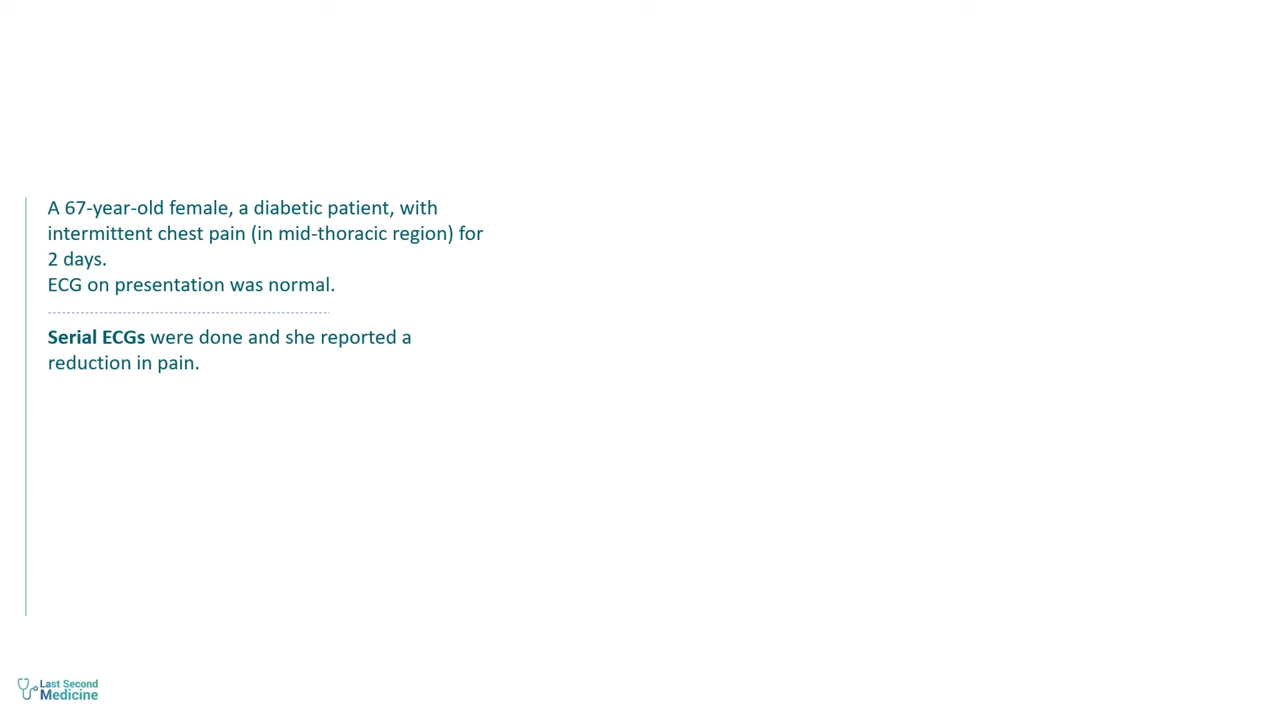 A 67-year-old female, a diabetic patient, with
intermittent chest pain (in mid-thoracic region) for
2 days.
ECG on presentation was normal.
Serial ECGs were done and she reported a
reduction in pain.
Last Second
Medicine